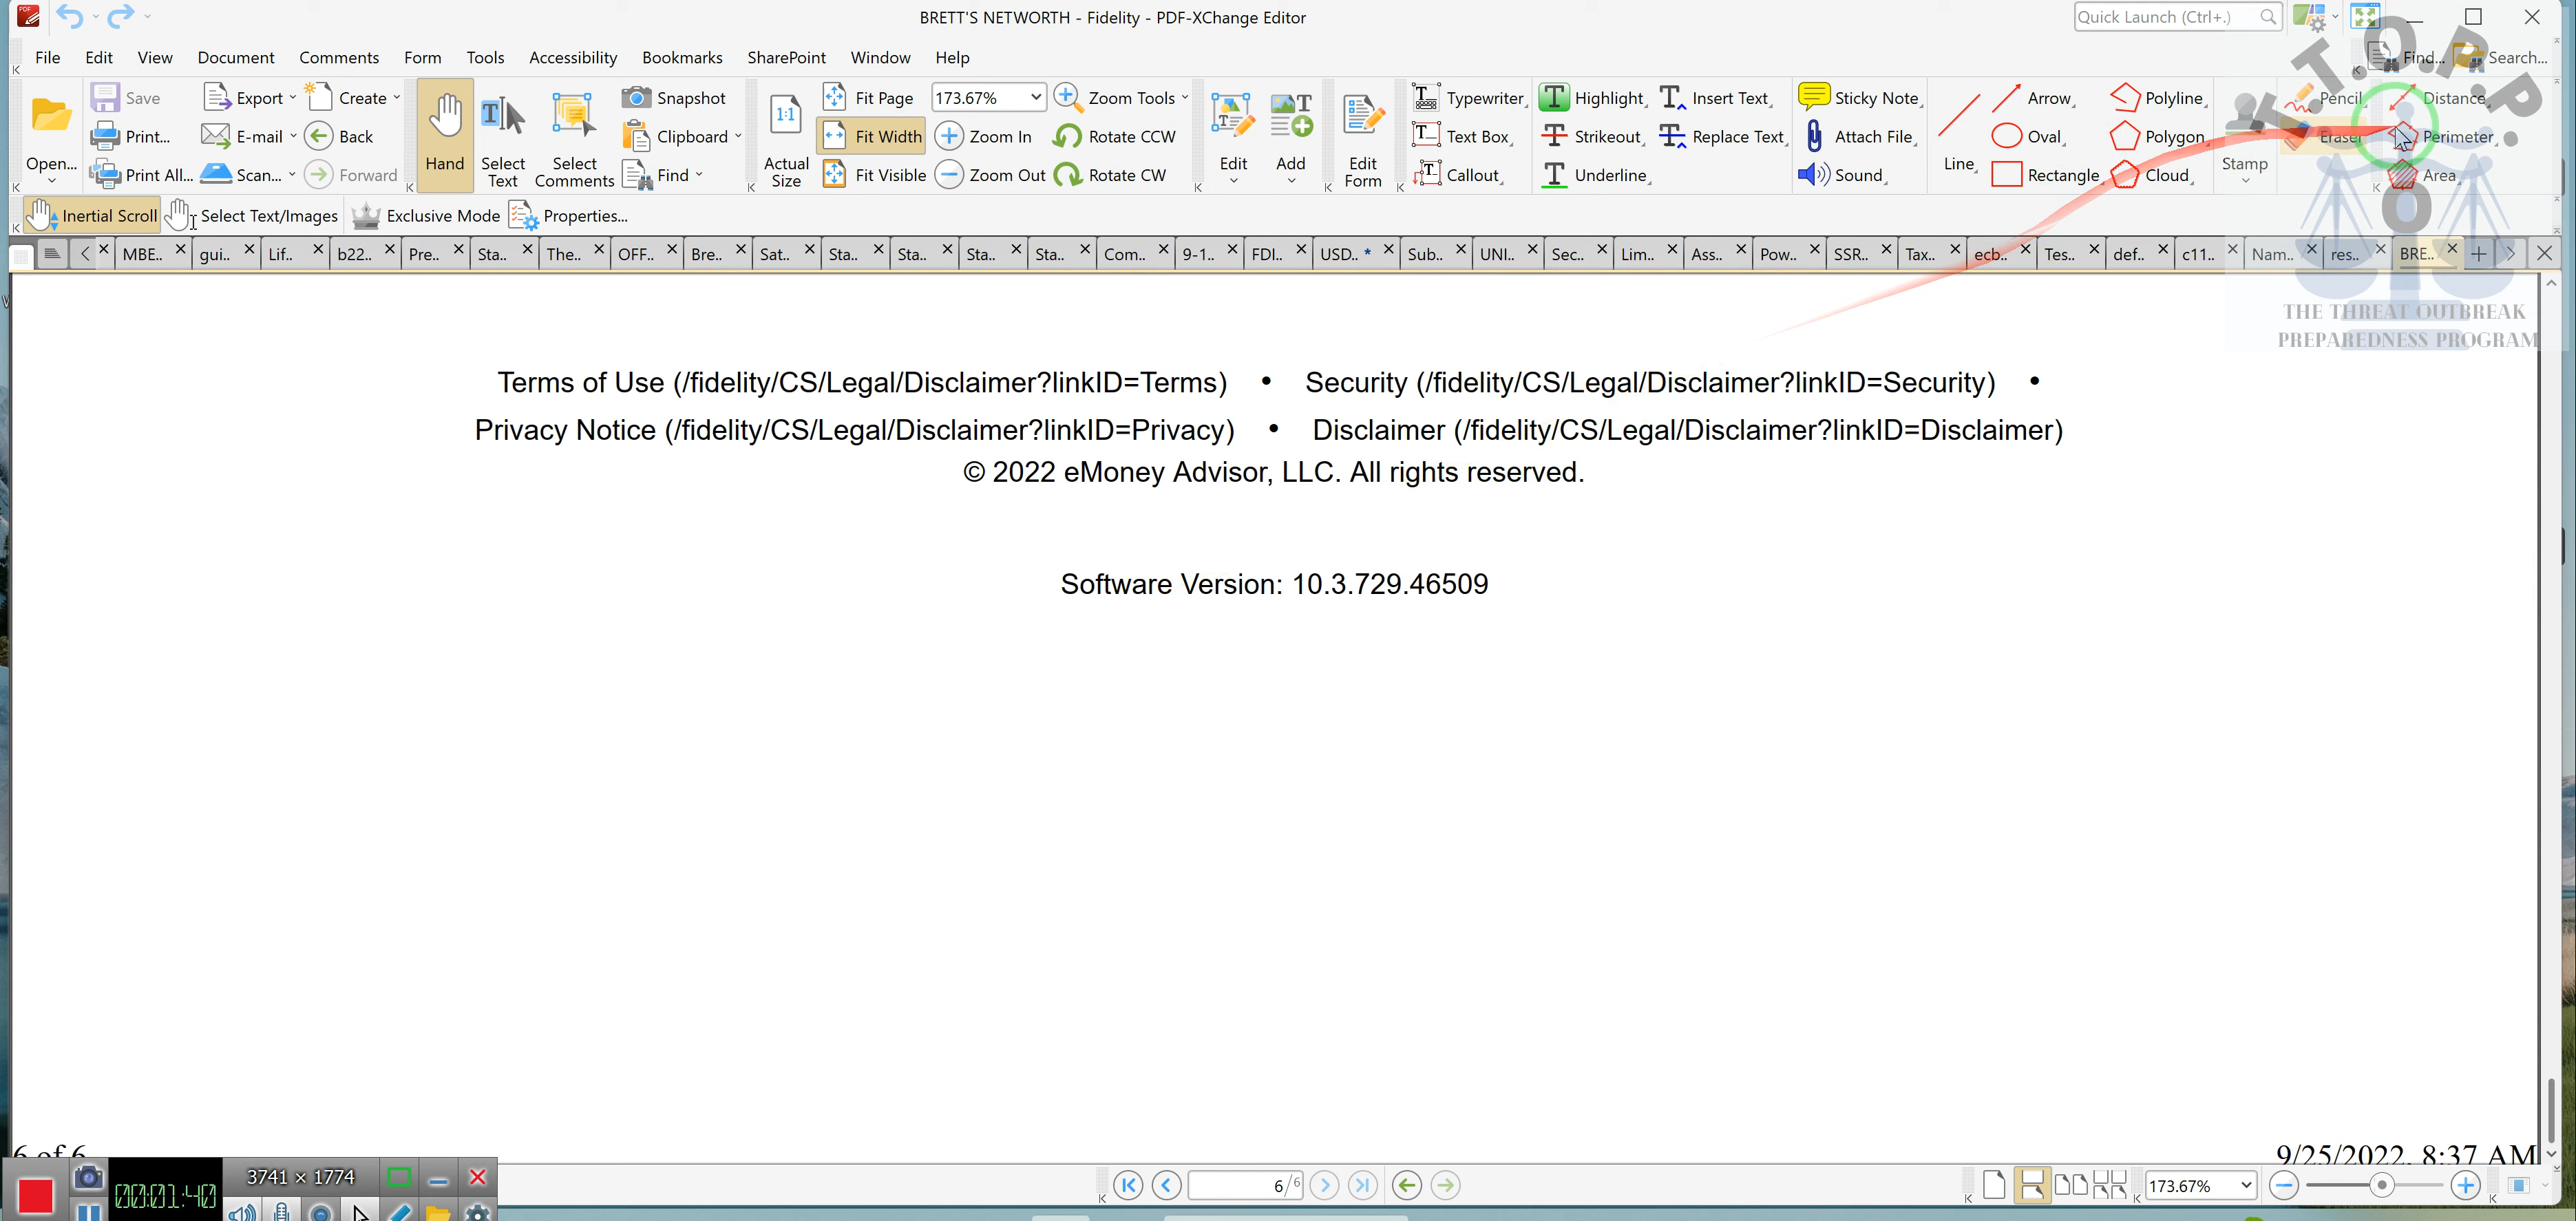 BRETT'S NETWORTH - Fidelity - PDF-XChange Editor
Quick Launch (Ctrl+.)
File Edit View Document Comments Form Tools Accessibility Bookmarks SharePoint Window Help
Find... Search...
T.O.P.P.
Open...
Save Export Create
Print... E-mail Back
Print All... Scan... Forward
Hand
Select Text
Select Comments
Snapshot
Clipboard
Find
1:1
Actual Size
Fit Page 173.67% Zoom Tools
Fit Width Zoom In Rotate CCW
Fit Visible Zoom Out Rotate CW
Edit
Add
Edit Form
Typewriter Highlight Insert Text Sticky Note
Text Box Strikeout Replace Text Attach File
Callout Underline Sound
Line
Arrow Polyline
Oval Polygon
Rectangle Cloud
Stamp
Pencil Distance
Eraser Perimeter
Area
Inertial Scroll Select Text/Images Exclusive Mode Properties...
MBE.. gui.. Lif.. b22.. Pre.. Sta.. The.. OFF.. Bre.. Sat.. Sta.. Sta.. Sta.. Sta.. Com.. 9-1.. FDI.. USD.. * Sub.. UNI.. Sec.. Lim.. Ass.. Pow.. SSR.. Tax.. ecb.. Tes.. def.. c11.. Nam.. res.. BRE..
THE THREAT OUTBREAK
PREPAREDNESS PROGRAM
Terms of Use (/fidelity/CS/Legal/Disclaimer?linkID=Terms) • Security (/fidelity/CS/Legal/Disclaimer?linkID=Security) •
Privacy Notice (/fidelity/CS/Legal/Disclaimer?linkID=Privacy) • Disclaimer (/fidelity/CS/Legal/Disclaimer?linkID=Disclaimer)
© 2022 eMoney Advisor, LLC. All rights reserved.
Software Version: 10.3.729.46509
6 of 6
9/25/2022, 8:37 AM
3741 × 1774
00:01:40
6/6
173.67%